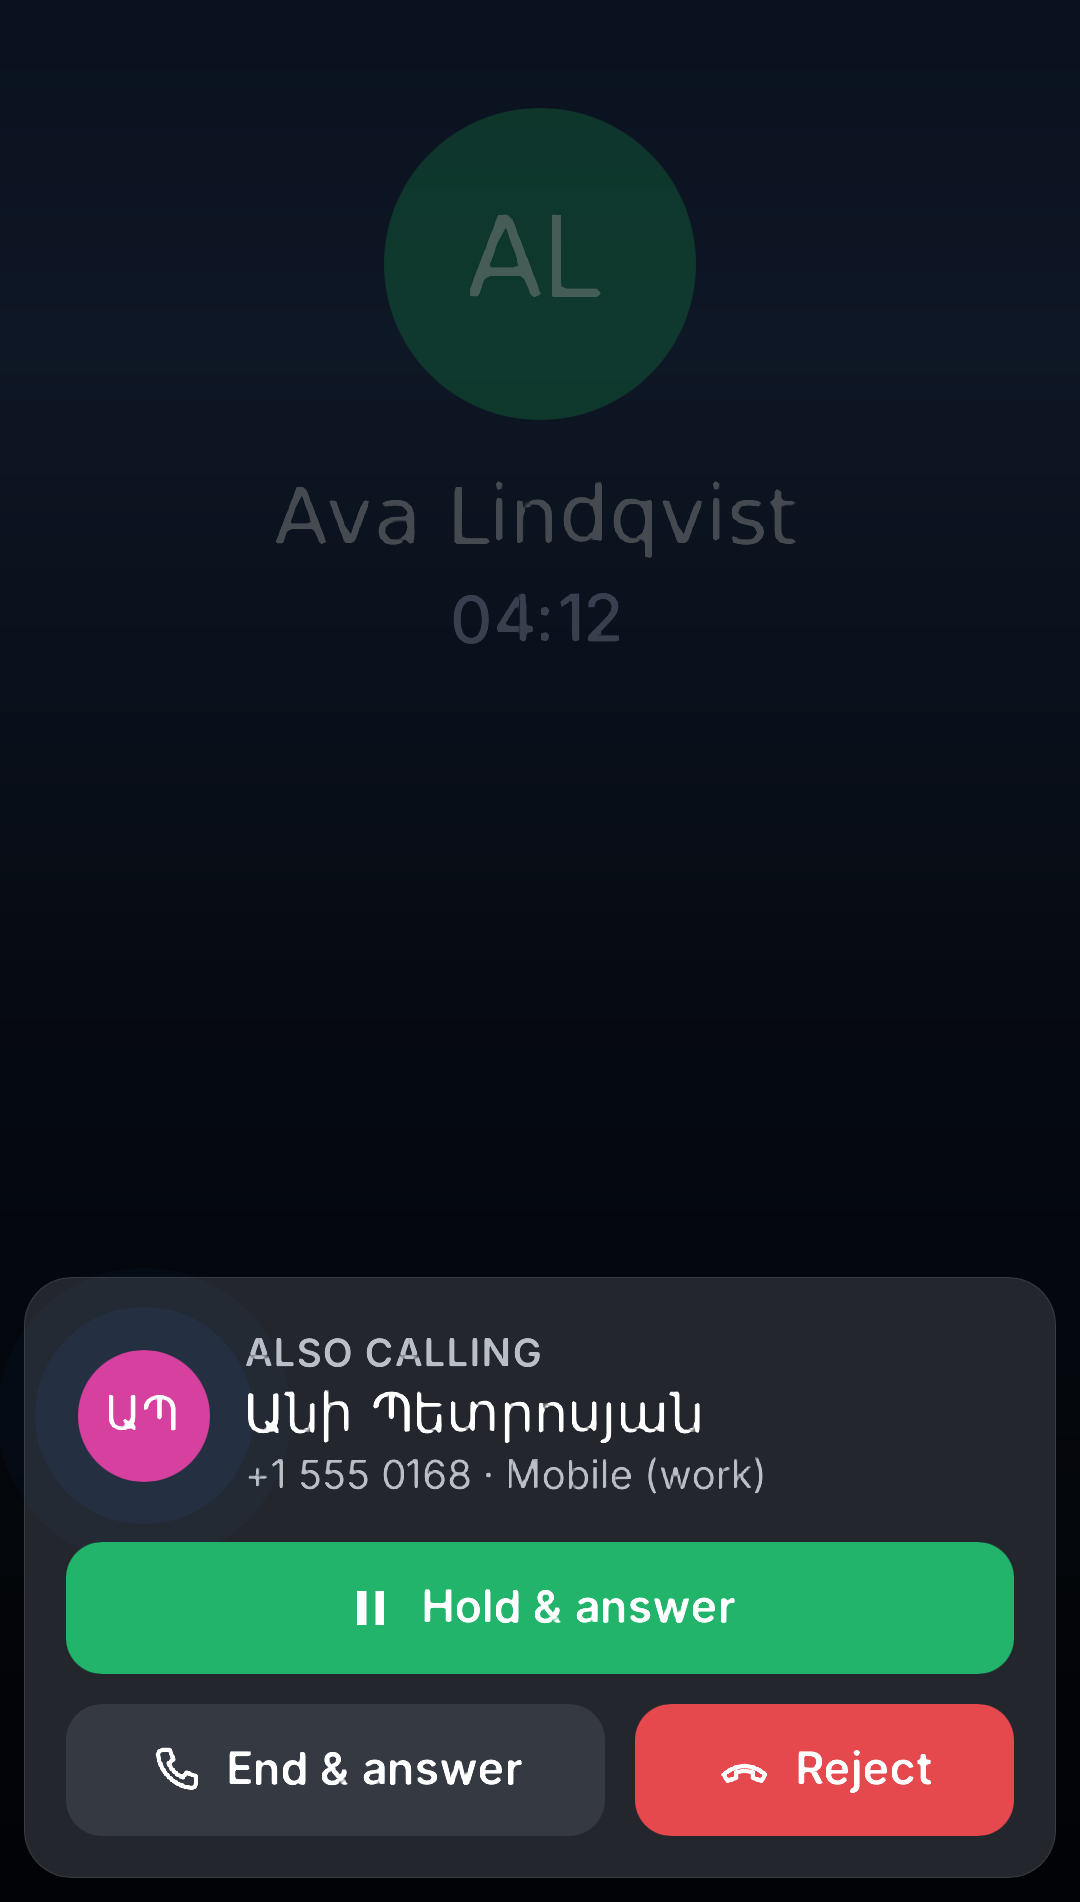 AL
Ava Lindqvist
04:12
ԱՊ
ALSO CALLING
Անի Պետրոսյան
+1 555 0168 · Mobile (work)
Hold & answer
End & answer
Reject